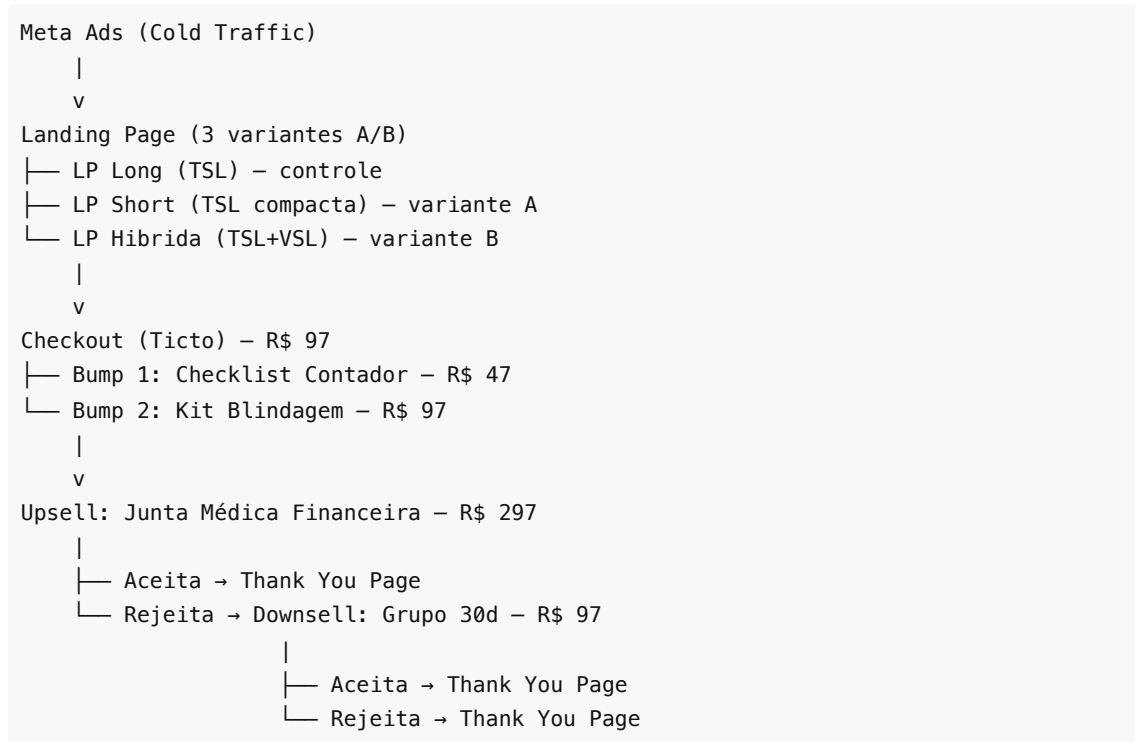 Meta Ads (Cold Traffic)
    |
    v
Landing Page (3 variantes A/B)
├── LP Long (TSL) — controle
├── LP Short (TSL compacta) — variante A
└── LP Hibrida (TSL+VSL) — variante B
    |
    v
Checkout (Ticto) — R$ 97
├── Bump 1: Checklist Contador — R$ 47
└── Bump 2: Kit Blindagem — R$ 97
    |
    v
Upsell: Junta Médica Financeira — R$ 297
    |
    ├── Aceita → Thank You Page
    └── Rejeita → Downsell: Grupo 30d — R$ 97
                    |
                    ├── Aceita → Thank You Page
                    └── Rejeita → Thank You Page